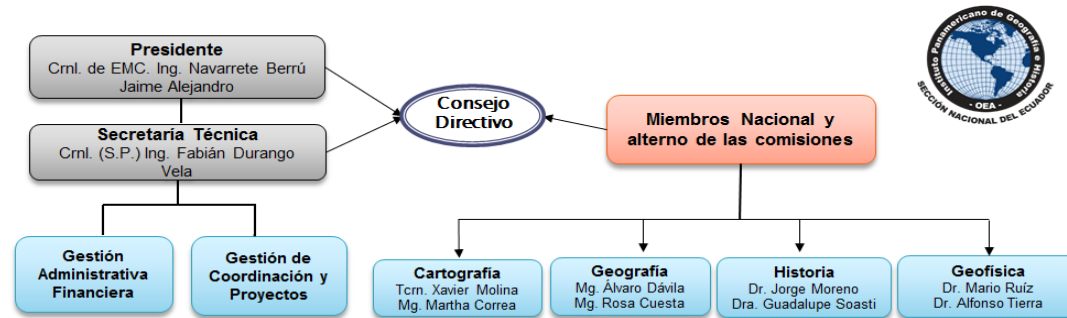 Presidente
Crnl. de EMC. Ing. Navarrete Berrú
Jaime Alejandro
Secretaría Técnica
Crnl. (S.P.) Ing. Fabián Durango
Vela
Consejo
Directivo
Miembros Nacional y
alterno de las comisiones
Instituto Panamericano de Geografía e Historia
- OEA -
SECCIÓN NACIONAL DEL ECUADOR
Gestión
Administrativa
Financiera
Gestión de
Coordinación y
Proyectos
Cartografía
Tcrn. Xavier Molina
Mg. Martha Correa
Geografía
Mg. Álvaro Dávila
Mg. Rosa Cuesta
Historia
Dr. Jorge Moreno
Dra. Guadalupe Soasti
Geofísica
Dr. Mario Ruíz
Dr. Alfonso Tierra